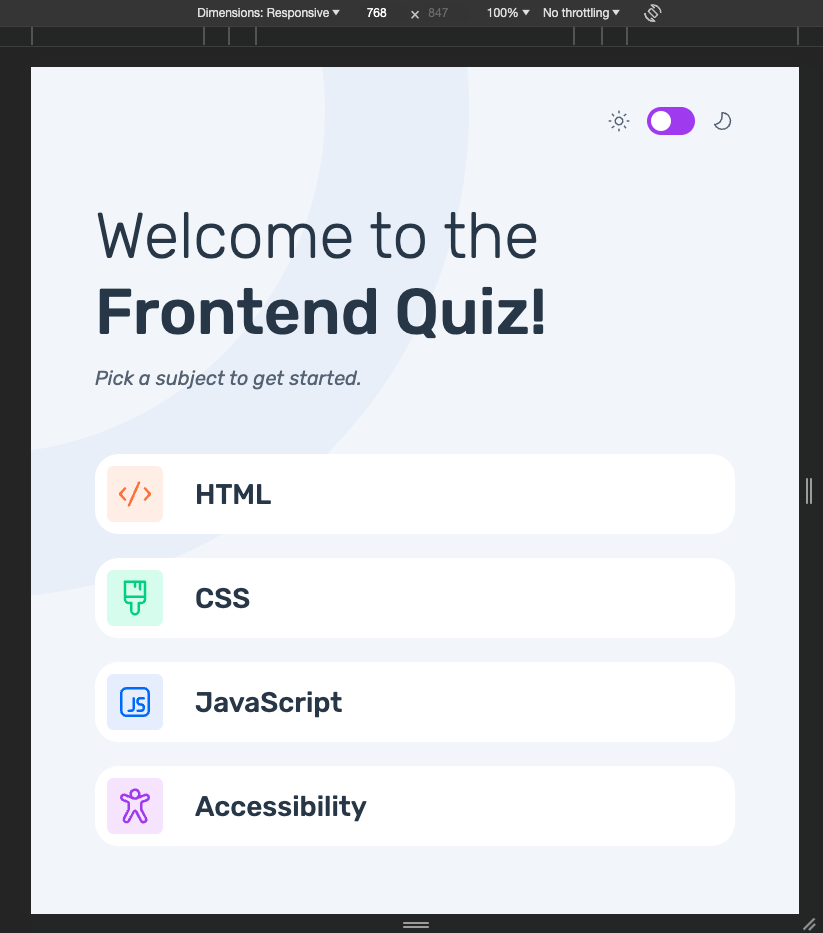 Dimensions: Responsive 768 × 847 100% No throttling
Welcome to the
Frontend Quiz!
Pick a subject to get started.
HTML
CSS
JS JavaScript
Accessibility